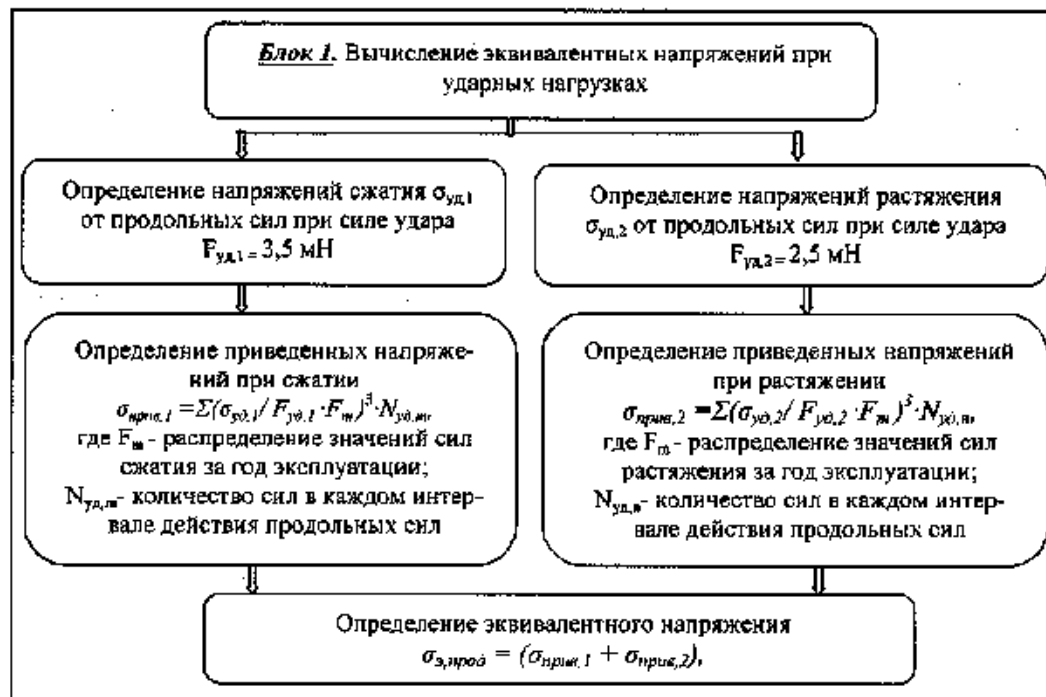 Блок 1. Вычисление эквивалентных напряжений при
ударных нагрузках
Определение напряжений сжатия σуд,1
от продольных сил при силе удара
Fуд,1 = 3,5 мН
Определение напряжений растяжения
σуд,2 от продольных сил при силе удара
Fуд,2 = 2,5 мН
Определение приведенных напряже-
ний при сжатии
σприв,1 =Σ(σуд,1/ Fуд,1 ·Fm)³·Nуд,m,
где Fm - распределение значений сил
сжатия за год эксплуатации;
Nуд,m- количество сил в каждом интер-
вале действия продольных сил
Определение приведенных напряжений
при растяжении
σприв,2 =Σ(σуд,2/ Fуд,2 ·Fm)³·Nуд,n,
где Fm - распределение значений сил
растяжения за год эксплуатации;
Nуд,n- количество сил в каждом интер-
вале действия продольных сил
Определение эквивалентного напряжения
σэ,прод = (σприв,1 + σприв,2),